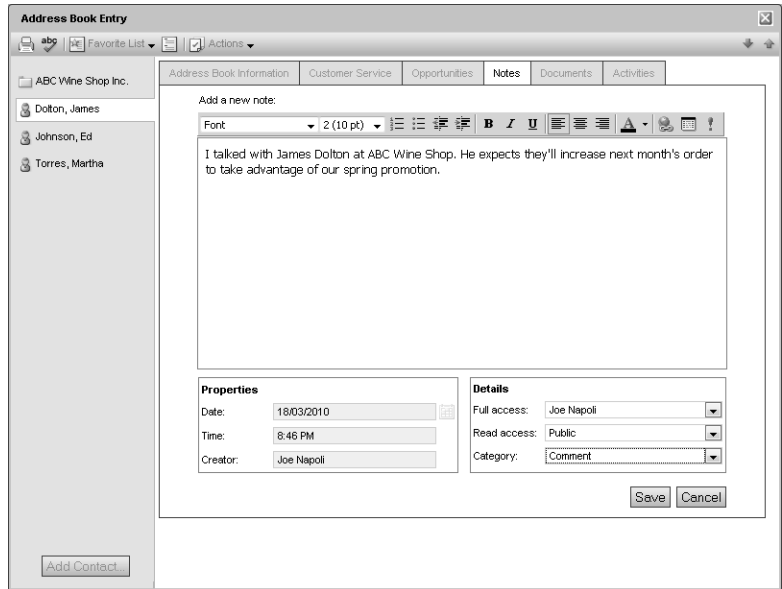 Address Book Entry
abc Favorite List Actions
ABC Wine Shop Inc.
Dolton, James
Johnson, Ed
Torres, Martha
Add Contact...
Address Book Information Customer Service Opportunities Notes Documents Activities
Add a new note:
Font 2 (10 pt) B I U A
I talked with James Dolton at ABC Wine Shop. He expects they'll increase next month's order
to take advantage of our spring promotion.
Properties
Date: 18/03/2010
Time: 8:46 PM
Creator: Joe Napoli
Details
Full access: Joe Napoli
Read access: Public
Category: Comment
Save Cancel